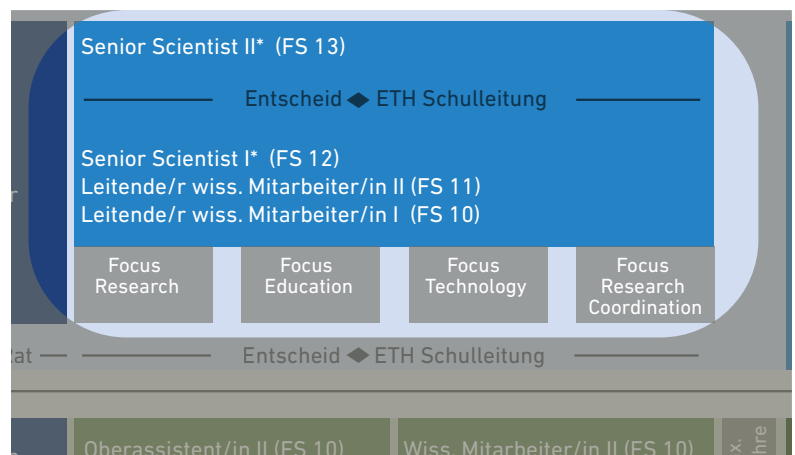 Senior Scientist II* (FS 13)
Entscheid ◆ ETH Schulleitung
Senior Scientist I* (FS 12)
Leitende/r wiss. Mitarbeiter/in II (FS 11)
Leitende/r wiss. Mitarbeiter/in I (FS 10)
Focus Research
Focus Education
Focus Technology
Focus Research Coordination
Entscheid ◆ ETH Schulleitung
Oberassistent/in II (FS 10)
Wiss. Mitarbeiter/in II (FS 10)